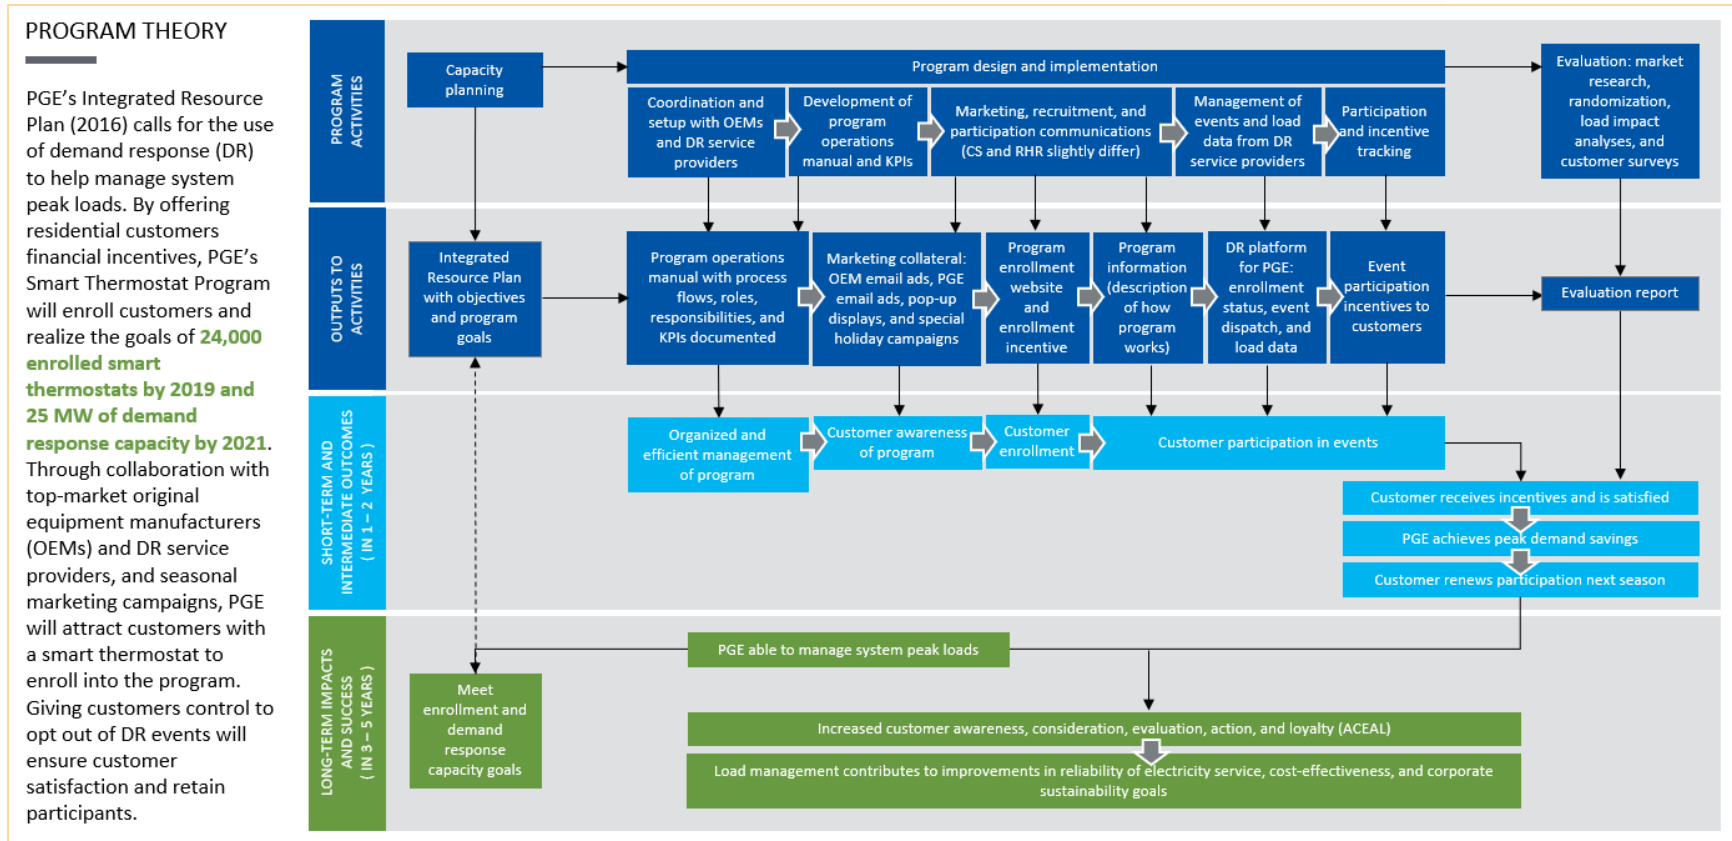 PROGRAM THEORY
PGE's Integrated Resource
Plan (2016) calls for the use
of demand response (DR)
to help manage system
peak loads. By offering
residential customers
financial incentives, PGE's
Smart Thermostat Program
will enroll customers and
realize the goals of 24,000
enrolled smart
thermostats by 2019 and
25 MW of demand
response capacity by 2021.
Through collaboration with
top-market original
equipment manufacturers
(OEMs) and DR service
providers, and seasonal
marketing campaigns, PGE
will attract customers with
a smart thermostat to
enroll into the program.
Giving customers control to
opt out of DR events will
ensure customer
satisfaction and retain
participants.
PROGRAM
ACTIVITIES
Capacity
planning
Program design and implementation
Coordination and
setup with OEMs
and DR service
providers
Development of
program
operations
manual and KPIs
Marketing, recruitment, and
participation communications
(CS and RHR slightly differ)
Management of
events and load
data from DR
service providers
Participation
and incentive
tracking
Evaluation: market
research,
randomization,
load impact
analyses, and
customer surveys
OUTPUTS TO
ACTIVITIES
Integrated
Resource Plan
with objectives
and program
goals
Program operations
manual with process
flows, roles,
responsibilities, and
KPIs documented
Marketing collateral:
OEM email ads, PGE
email ads, pop-up
displays, and special
holiday campaigns
Program
enrollment
website
and
enrollment
incentive
Program
information
(description
of how
program
works)
DR platform
for PGE:
enrollment
status, event
dispatch, and
load data
Event
participation
incentives to
customers
Evaluation report
SHORT-TERM AND
INTERMEDIATE OUTCOMES
( IN 1 – 2 YEARS )
Organized and
efficient management
of program
Customer awareness
of program
Customer
enrollment
Customer participation in events
Customer receives incentives and is satisfied
PGE achieves peak demand savings
Customer renews participation next season
LONG-TERM IMPACTS
AND SUCCESS
( IN 3 – 5 YEARS )
PGE able to manage system peak loads
Meet
enrollment and
demand
response
capacity goals
Increased customer awareness, consideration, evaluation, action, and loyalty (ACEAL)
Load management contributes to improvements in reliability of electricity service, cost-effectiveness, and corporate
sustainability goals